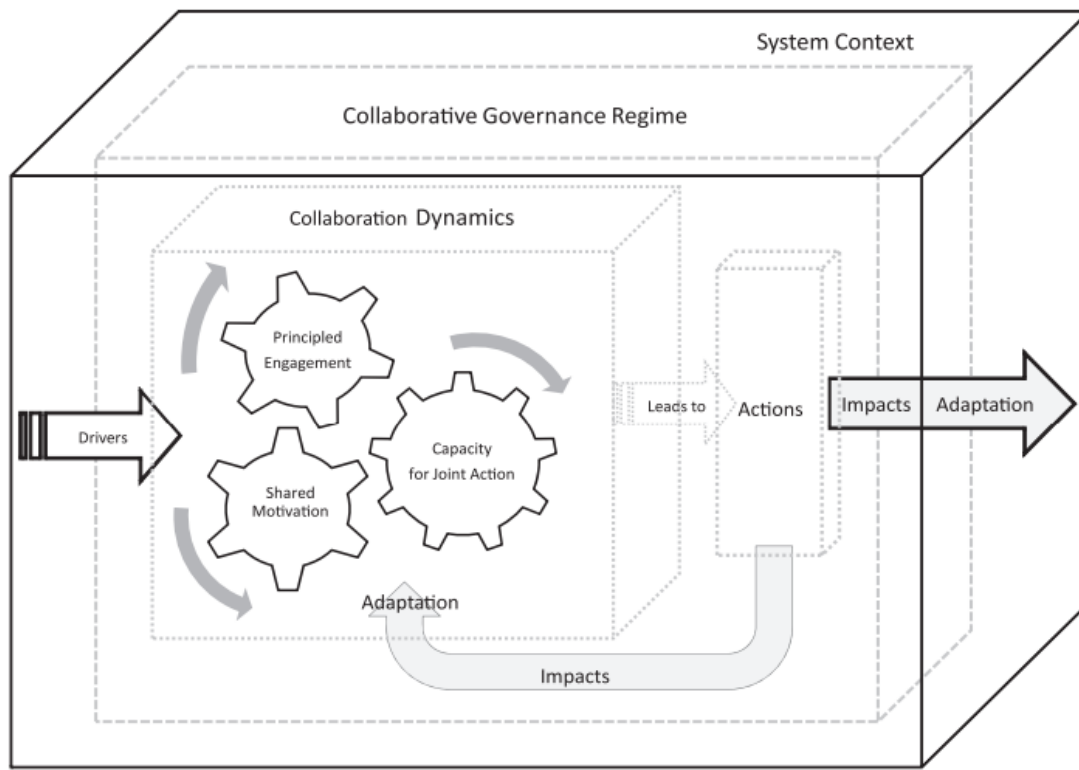 System Context
Collaborative Governance Regime
Collaboration Dynamics
Principled
Engagement
Drivers
Shared
Motivation
Capacity
for Joint Action
Leads to
Actions
Impacts
Adaptation
Adaptation
Impacts